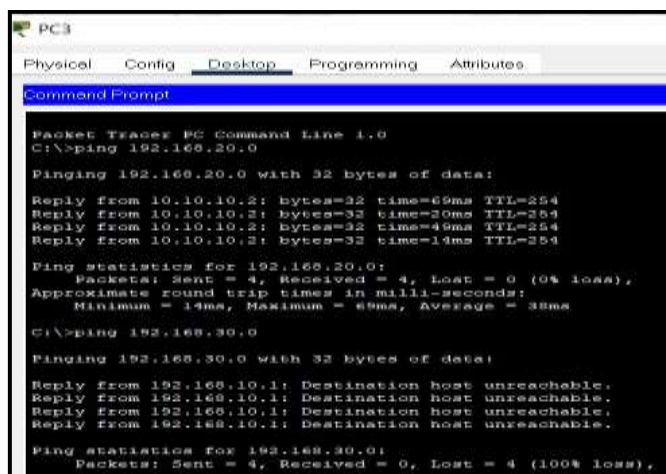 PC3
Physical Config Desktop Programming Attributes
Command Prompt
Packet Tracer PC Command Line 1.0
C:\>ping 192.168.20.0
Pinging 192.168.20.0 with 32 bytes of data:
Reply from 10.10.10.2: bytes=32 time=69ms TTL=254
Reply from 10.10.10.2: bytes=32 time=20ms TTL=254
Reply from 10.10.10.2: bytes=32 time=49ms TTL=254
Reply from 10.10.10.2: bytes=32 time=14ms TTL=254
Ping statistics for 192.168.20.0:
Packets: Sent = 4, Received = 4, Lost = 0 (0% loss),
Approximate round trip times in milli-seconds:
Minimum = 14ms, Maximum = 69ms, Average = 38ms
C:\>ping 192.168.30.0
Pinging 192.168.30.0 with 32 bytes of data:
Reply from 192.168.10.1: Destination host unreachable.
Reply from 192.168.10.1: Destination host unreachable.
Reply from 192.168.10.1: Destination host unreachable.
Reply from 192.168.10.1: Destination host unreachable.
Ping statistics for 192.168.30.0:
Packets: Sent = 4, Received = 0, Lost = 4 (100% loss),